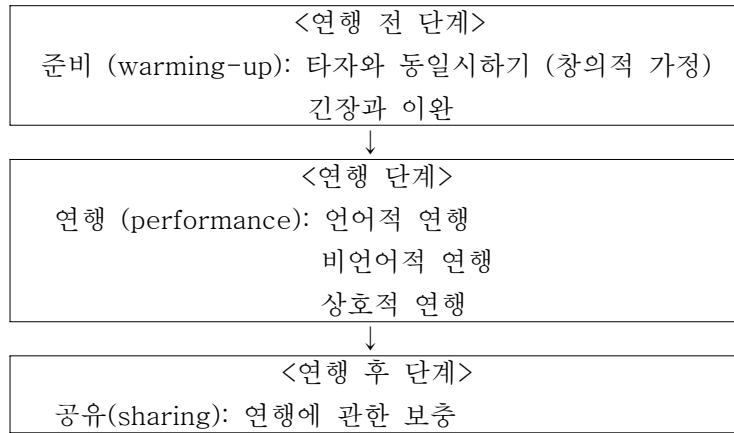 <연행 전 단계>
준비 (warming-up): 타자와 동일시하기 (창의적 가정)
긴장과 이완
↓
<연행 단계>
연행 (performance): 언어적 연행
비언어적 연행
상호적 연행
↓
<연행 후 단계>
공유(sharing): 연행에 관한 보충